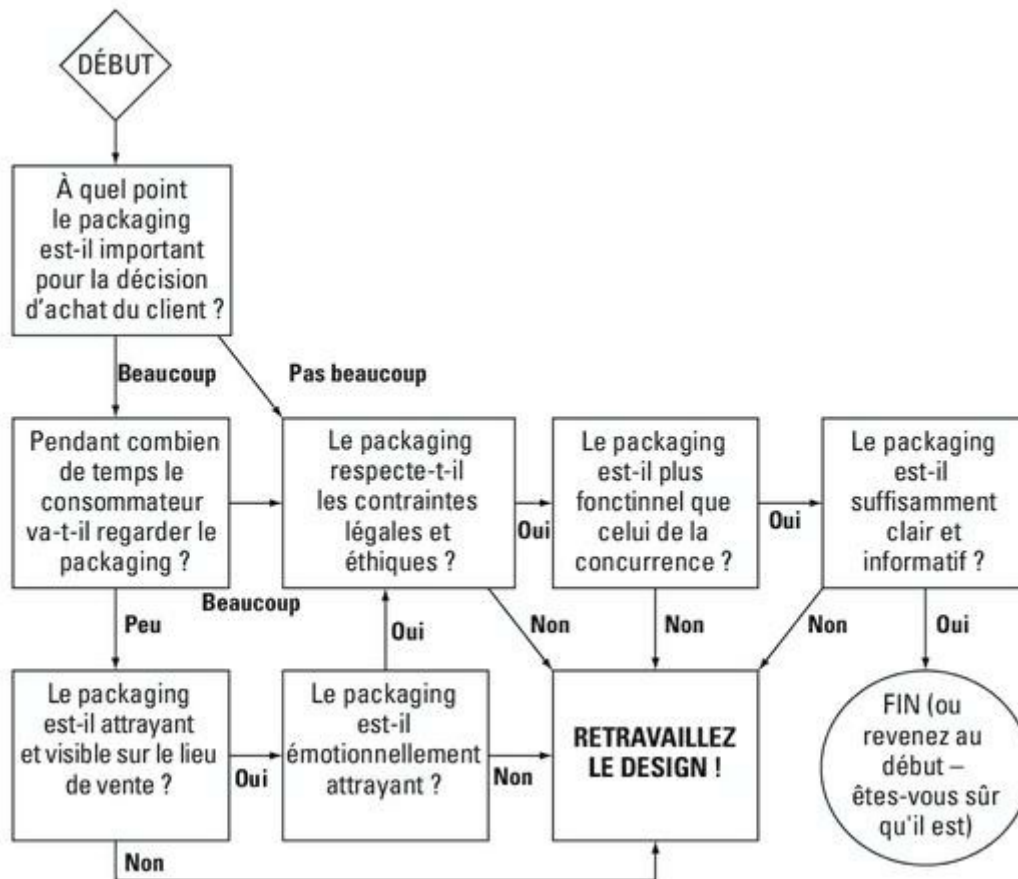 DÉBUT
À quel point
le packaging
est-il important
pour la décision
d'achat du client ?
Beaucoup
Pas beaucoup
Pendant combien
de temps le
consommateur
va-t-il regarder le
packaging ?
Le packaging
respecte-t-il
les contraintes
légales et
éthiques ?
Oui
Le packaging
est-il plus
fonctinnel que
celui de la
concurrence ?
Oui
Le packaging
est-il
suffisamment
clair et
informatif ?
Beaucoup
Peu
Oui
Non
Non
Non
Oui
Le packaging
est-il attrayant
et visible sur le lieu
de vente ?
Oui
Le packaging
est-il
émotionnellement
attrayant ?
Non
RETRAVAILLEZ
LE DESIGN !
FIN (ou
revenez au
début –
êtes-vous sûr
qu'il est)
Non